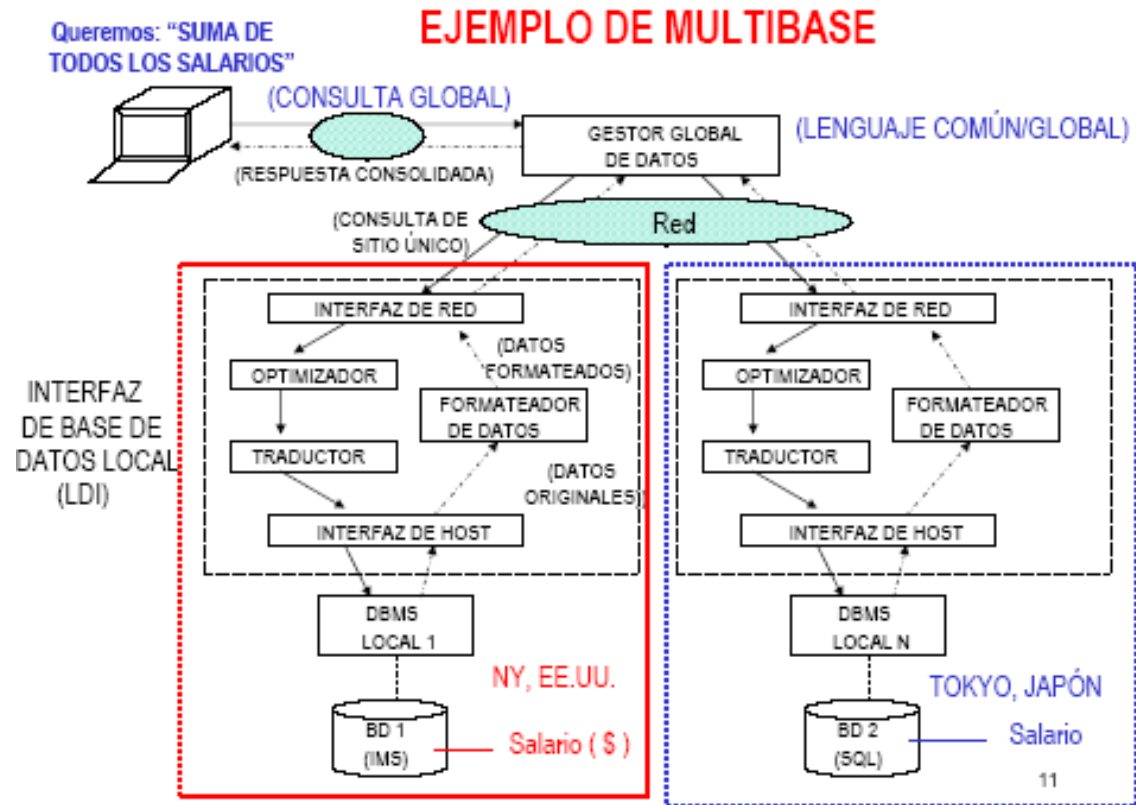 Queremos: "SUMA DE
TODOS LOS SALARIOS"
EJEMPLO DE MULTIBASE
(CONSULTA GLOBAL)
GESTOR GLOBAL
DE DATOS
(LENGUAJE COMÚN/GLOBAL)
(RESPUESTA CONSOLIDADA)
(CONSULTA DE
SITIO ÚNICO)
Red
INTERFAZ
DE BASE DE
DATOS LOCAL
(LDI)
INTERFAZ DE RED
(DATOS
FORMATEADOS)
OPTIMIZADOR
FORMATEADOR
DE DATOS
TRADUCTOR
(DATOS
ORIGINALES)
INTERFAZ DE HOST
DBMS
LOCAL 1
NY, EE.UU.
BD 1
(IMS)
Salario ( $ )
INTERFAZ DE RED
OPTIMIZADOR
FORMATEADOR
DE DATOS
TRADUCTOR
INTERFAZ DE HOST
DBMS
LOCAL N
TOKYO, JAPÓN
BD 2
(SQL)
Salario
11